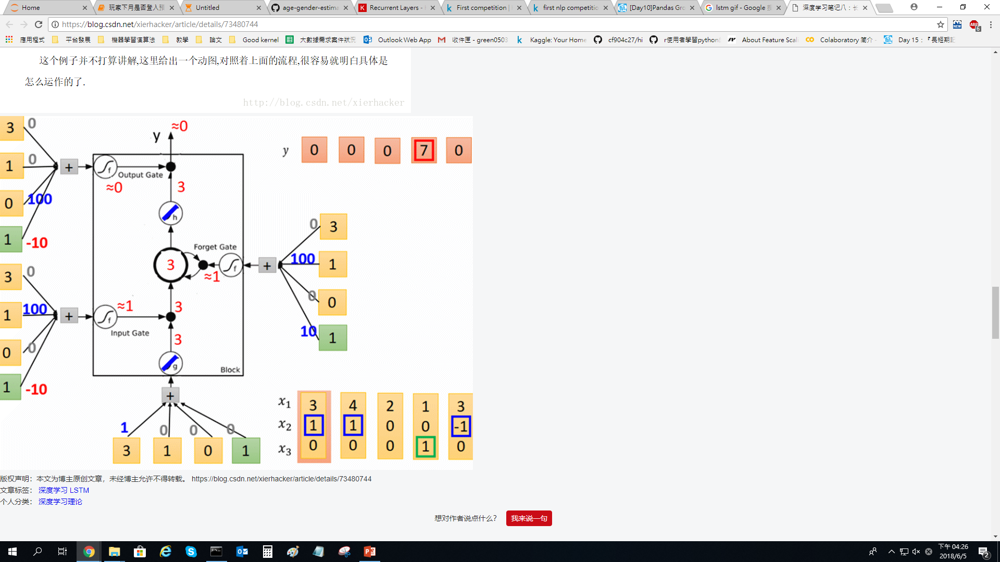 Home
玩家下月是否登入預
Untitled
age-gender-estima
Recurrent Layers -
First competition |
first nlp competitio
[Day10]Pandas Gro
lstm gif - Google 搜
深度学习笔记八：长
https://blog.csdn.net/xierhacker/article/details/73480744
應用程式 平台發展 機器學習演算法 教學 論文 Good kernel 大數據需求案件狀況 Outlook Web App 收件匣 - green0503 Kaggle: Your Home cf904c27/hi r使用者學習python About Feature Scali Colaboratory 简介 - Day 15：『長短期記
这个例子并不打算讲解,这里给出一个动图,对照着上面的流程,很容易就明白具体是
怎么运作的了.
http://blog.csdn.net/xierhacker
3 0
1 0
0 100
1 -10
+
y ≈0
f Output Gate
≈0
3
h
Forget Gate
3
≈1 f
+
3 0
1 100
0 0
1 -10
+
≈1
f
Input Gate
3
3
g
Block
+
1 0 0 0
3 1 0 1
y 0 0 0 7 0
0 3
100 1
0 0
10 1
x1 3 4 2 1 3
x2 1 1 0 0 -1
x3 0 0 0 1 0
版权声明：本文为博主原创文章，未经博主允许不得转载。 https://blog.csdn.net/xierhacker/article/details/73480744
文章标签： 深度学习 LSTM
个人分类： 深度学习理论
想对作者说点什么？ 我来说一句
下午 04:26
2018/6/5
2